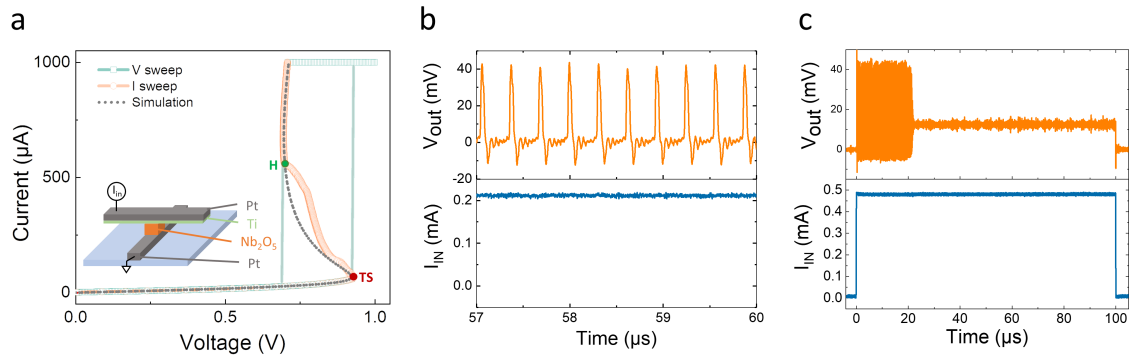 a
Current (µA)
1000
500
0
V sweep
I sweep
Simulation
H
TS
Iin
Pt
Ti
Nb2O5
Pt
0.0
0.5
1.0
Voltage (V)
b
Vout (mV)
40
20
0
-20
IIN (mA)
0.2
0.1
0.0
57
58
59
60
Time (µs)
c
Vout (mV)
40
20
0
IIN (mA)
0.5
0.4
0.3
0.2
0.1
0.0
0
20
40
60
80
100
Time (µs)